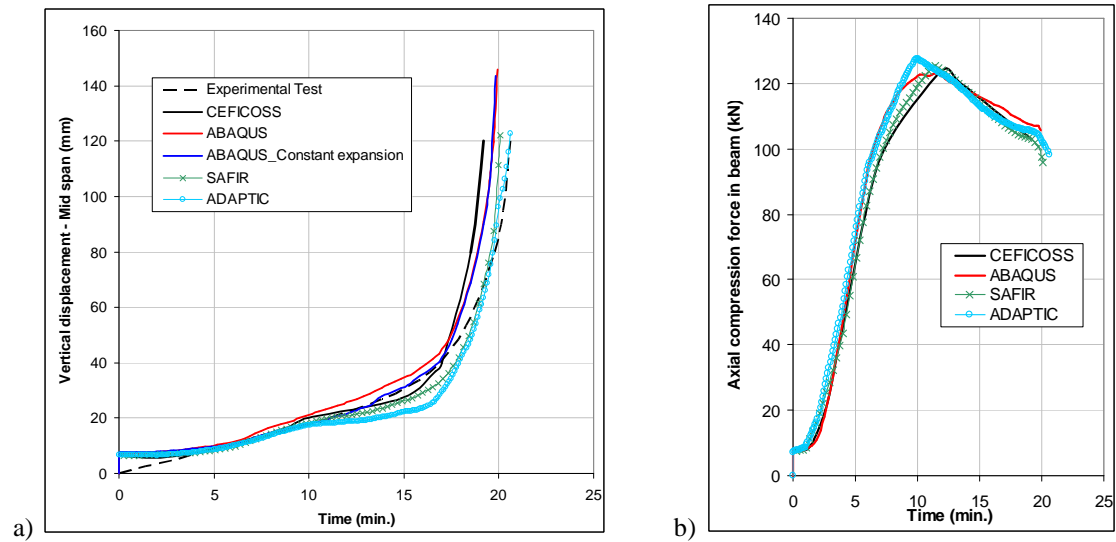 160
140
120
100
80
60
40
20
0
Vertical displacement - Mid span (mm)
Experimental Test
CEFICOSS
ABAQUS
ABAQUS_Constant expansion
SAFIR
ADAPTIC
0 5 10 15 20 25
Time (min.)
a)
140
120
100
80
60
40
20
0
Axial compression force in beam (kN)
CEFICOSS
ABAQUS
SAFIR
ADAPTIC
0 5 10 15 20 25
Time (min.)
b)